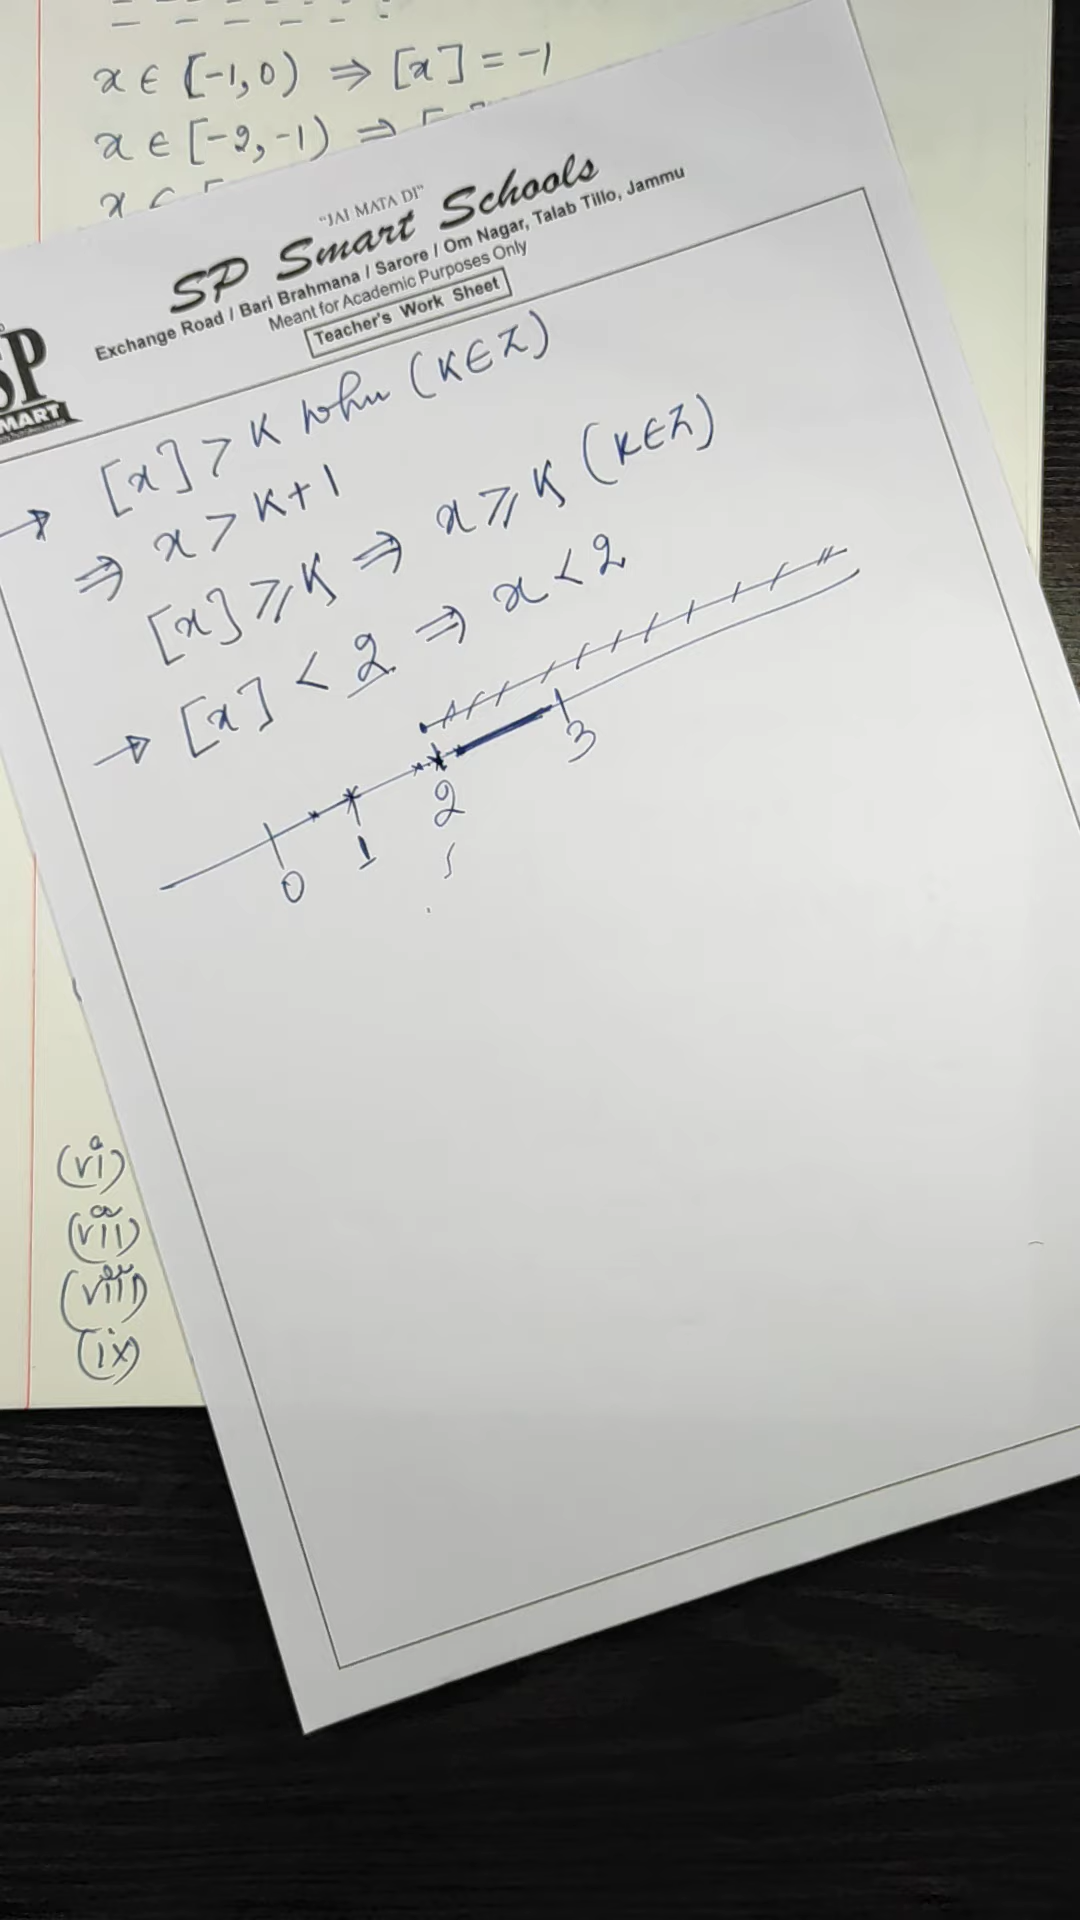 x ∈ [-1, 0) ⇒ [x] = -1
x ∈ [-2, -1) ⇒ [
x ∈ [
"JAI MATA DI"
SP Smart Schools
Exchange Road / Bari Brahmana / Sarore / Om Nagar, Talab Tillo, Jammu
Meant for Academic Purposes Only
Teacher's Work Sheet
SP
SMART
→ [x] > K when (K∈Z)
⇒ x > K+1
[x] ≥ K ⇒ x ≥ K (K∈Z)
→ [x] < 2 ⇒ x < 2
0 1 2 3
(vi)
(vii)
(viii)
(ix)